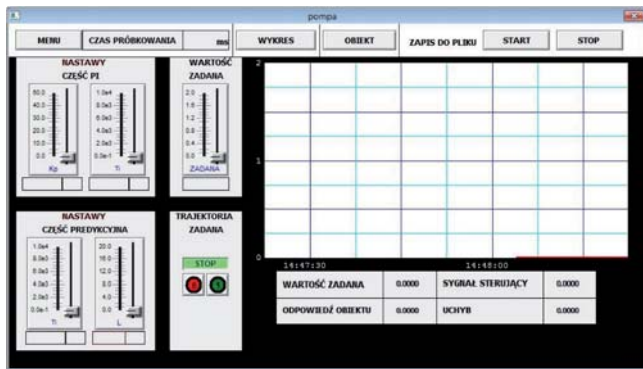 pompa
MENU CZAS PRÓBKOWANIA ms WYKRES OBIEKT ZAPIS DO PLIKU START STOP
NASTAWY
CZĘŚĆ PI
50.0 1.0e4
40.0 8.0e3
30.0 6.0e3
20.0 4.0e3
10.0 2.0e3
0.0 0.0e-1
Kp Ti
WARTOŚĆ
ZADANA
2.0
1.6
0.4
0.0
ZADANA
NASTAWY
CZĘŚĆ PREDYKCYJNA
1.0e4 20.0
8.0e3 16.0
6.0e3
4.0e3
2.0e3 4.0
0.0e-1 0.0
Ti L
TRAJEKTORIA
ZADANA
STOP
2
1
0
14:47:30 14:48:00
WARTOŚĆ ZADANA 0.0000 SYGNAŁ STERUJĄCY 0.0000
ODPOWIEDŹ OBIEKTU 0.0000 UCHYB 0.0000